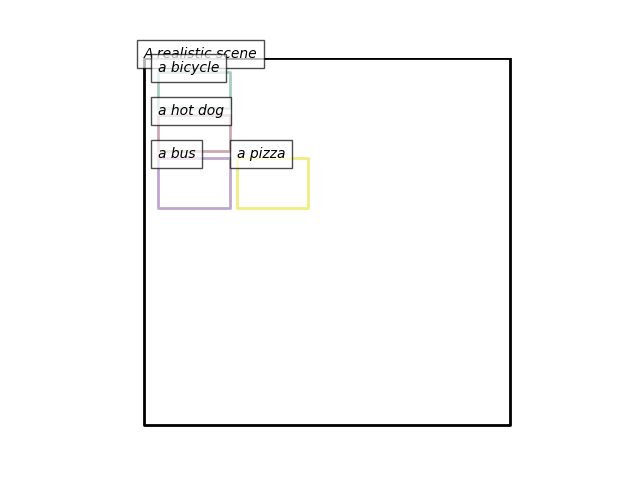 A realistic scene
a bicycle
a hot dog
a bus
a pizza